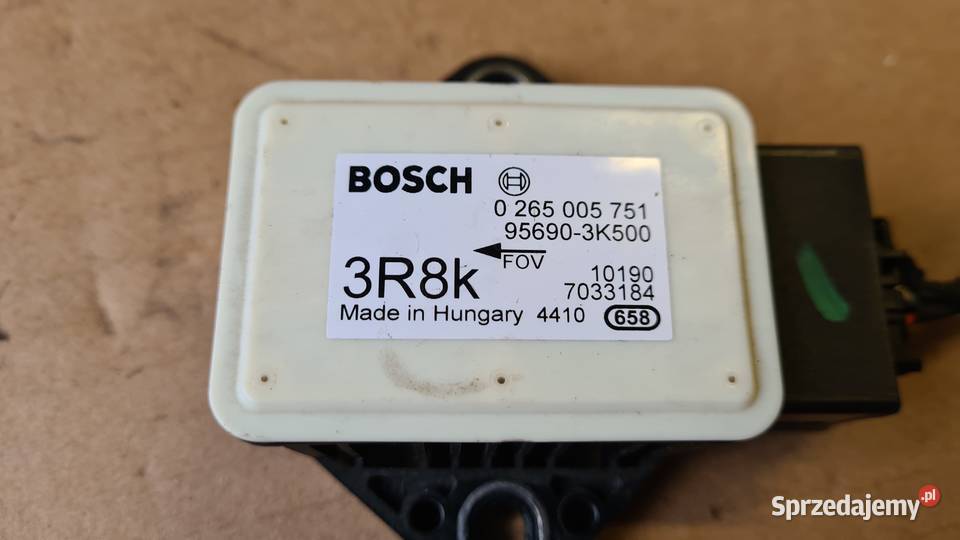 BOSCH
0 265 005 751
95690-3K500
FOV
3R8k
10190
7033184
Made in Hungary 4410 658
Sprzedajemy.pl